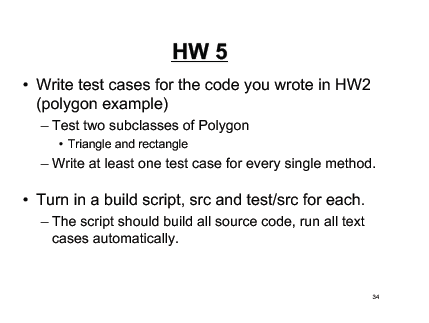 HW 5
• Write test cases for the code you wrote in HW2
(polygon example)
– Test two subclasses of Polygon
• Triangle and rectangle
– Write at least one test case for every single method.
• Turn in a build script, src and test/src for each.
– The script should build all source code, run all text
cases automatically.
34